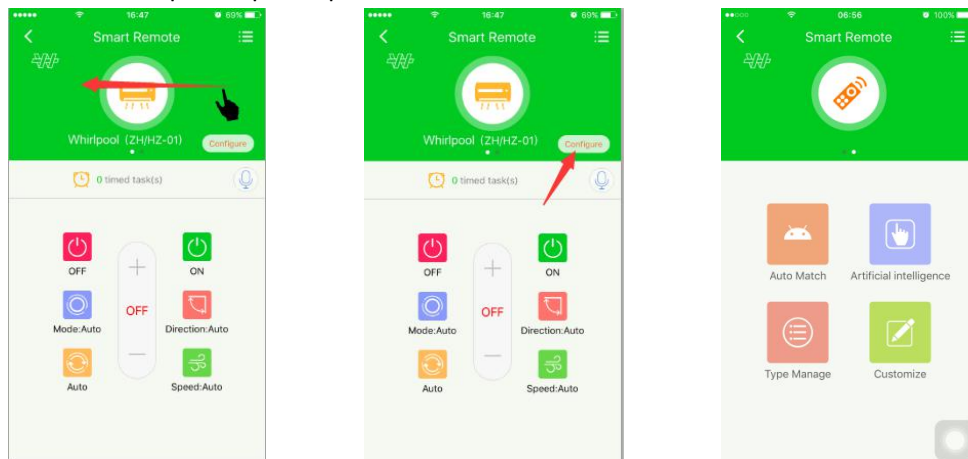 16:47 69%
Smart Remote
Whirlpool (ZH/HZ-01)
Configure
0 timed task(s)
OFF
ON
OFF
Mode:Auto
Direction:Auto
Auto
Speed:Auto
16:47 69%
Smart Remote
Whirlpool (ZH/HZ-01)
Configure
0 timed task(s)
OFF
ON
OFF
Mode:Auto
Direction:Auto
Auto
Speed:Auto
06:56 100%
Smart Remote
Auto Match
Artificial intelligence
Type Manage
Customize